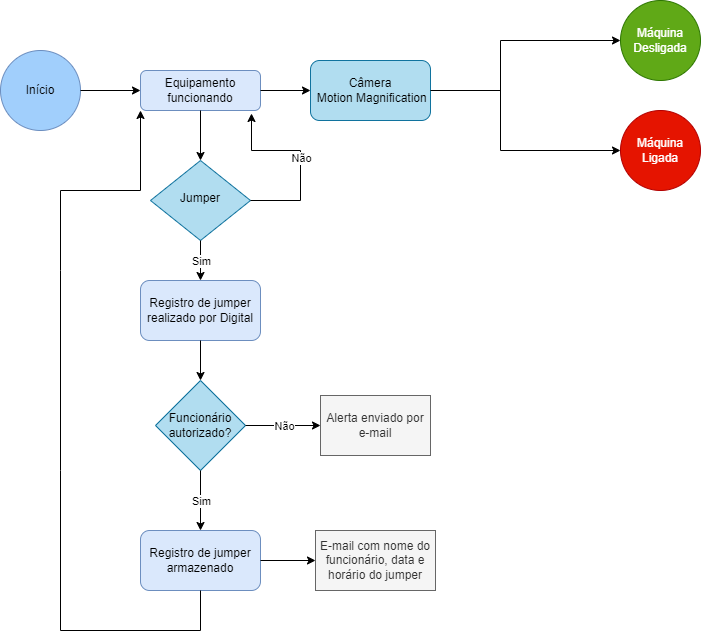 Máquina
Desligada
Início
Equipamento
funcionando
Câmera
Motion Magnification
Máquina
Ligada
Não
Jumper
Sim
Registro de jumper
realizado por Digital
Funcionário
autorizado?
Não
Alerta enviado por
e-mail
Sim
Registro de jumper
armazenado
E-mail com nome do
funcionário, data e
horário do jumper